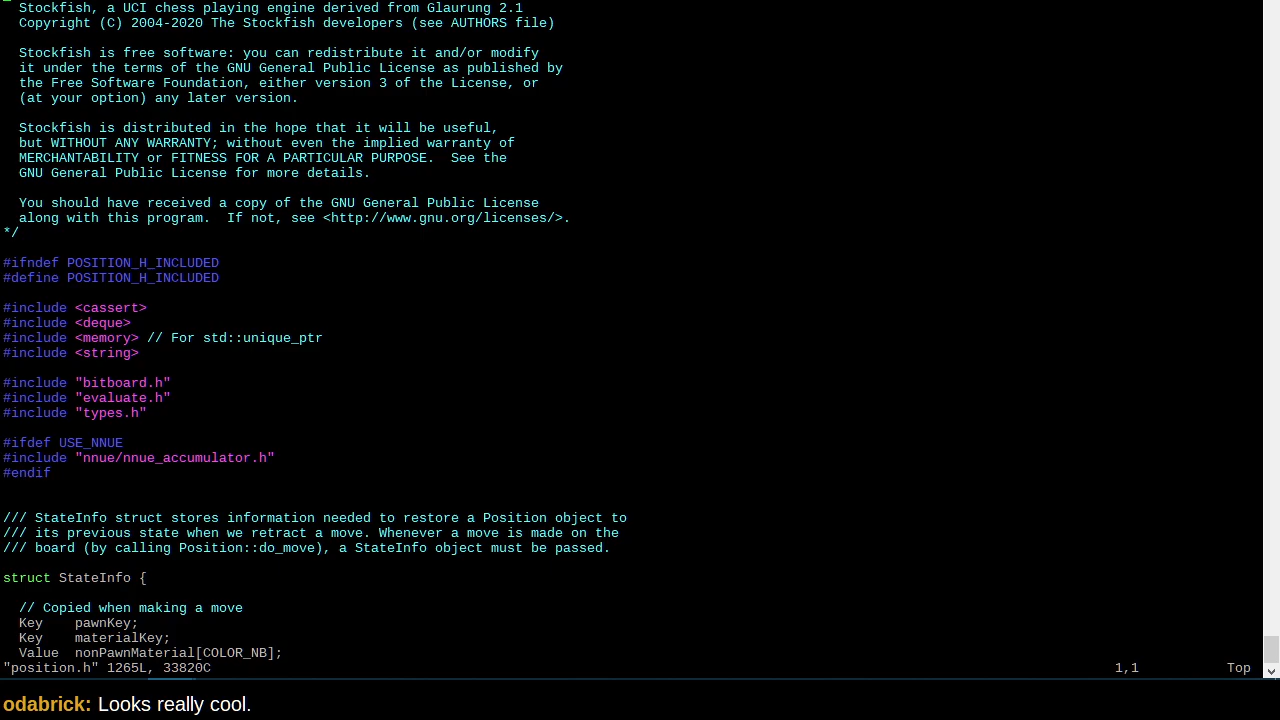 Stockfish, a UCI chess playing engine derived from Glaurung 2.1
Copyright (C) 2004-2020 The Stockfish developers (see AUTHORS file)
Stockfish is free software: you can redistribute it and/or modify
it under the terms of the GNU General Public License as published by
the Free Software Foundation, either version 3 of the License, or
(at your option) any later version.
Stockfish is distributed in the hope that it will be useful,
but WITHOUT ANY WARRANTY; without even the implied warranty of
MERCHANTABILITY or FITNESS FOR A PARTICULAR PURPOSE.  See the
GNU General Public License for more details.
You should have received a copy of the GNU General Public License
along with this program.  If not, see <http://www.gnu.org/licenses/>.
*/
#ifndef POSITION_H_INCLUDED
#define POSITION_H_INCLUDED
#include <cassert>
#include <deque>
#include <memory> // For std::unique_ptr
#include <string>
#include "bitboard.h"
#include "evaluate.h"
#include "types.h"
#ifdef USE_NNUE
#include "nnue/nnue_accumulator.h"
#endif
/// StateInfo struct stores information needed to restore a Position object to
/// its previous state when we retract a move. Whenever a move is made on the
/// board (by calling Position::do_move), a StateInfo object must be passed.
struct StateInfo {
// Copied when making a move
Key    pawnKey;
Key    materialKey;
Value  nonPawnMaterial[COLOR_NB];
"position.h" 1265L, 33820C 1,1 Top
odabrick: Looks really cool.